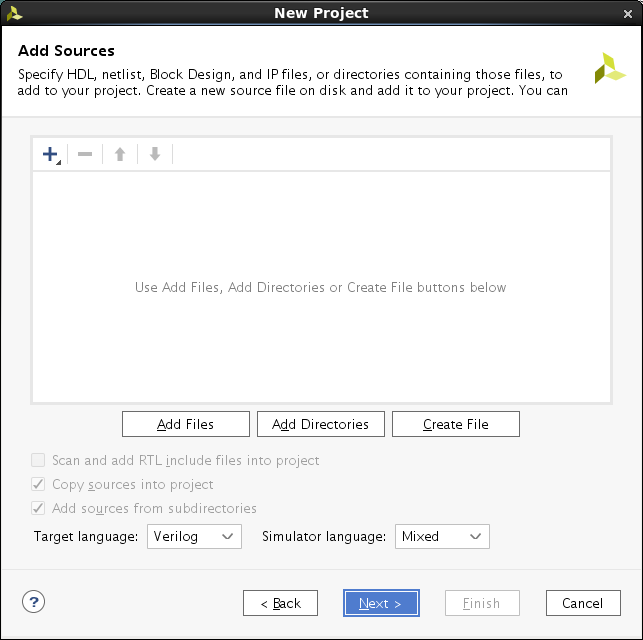 New Project
Add Sources
Specify HDL, netlist, Block Design, and IP files, or directories containing those files, to
add to your project. Create a new source file on disk and add it to your project. You can
Use Add Files, Add Directories or Create File buttons below
Add Files Add Directories Create File
Scan and add RTL include files into project
Copy sources into project
Add sources from subdirectories
Target language: Verilog Simulator language: Mixed
? < Back Next > Finish Cancel